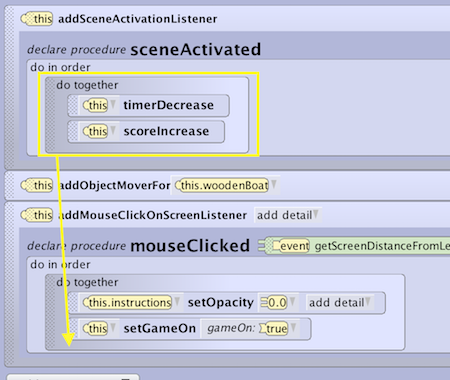 this addSceneActivationListener
declare procedure sceneActivated
do in order
do together
this timerDecrease
this scoreIncrease
this addObjectMoverFor this.woodenBoat
this addMouseClickOnScreenListener add detail
declare procedure mouseClicked event getScreenDistanceFromLe
do in order
do together
this.instructions setOpacity 0.0 add detail
this setGameOn gameOn: true